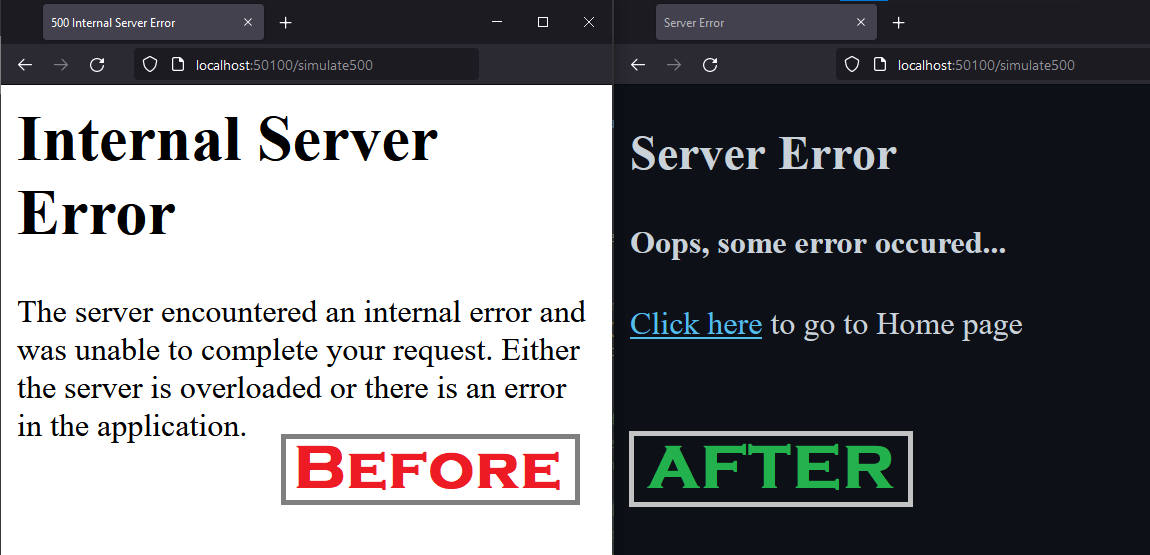 500 Internal Server Error
localhost:50100/simulate500
Internal Server
Error
The server encountered an internal error and
was unable to complete your request. Either
the server is overloaded or there is an error
in the application.
BEFORE
Server Error
localhost:50100/simulate500
Server Error
Oops, some error occured...
Click here to go to Home page
AFTER